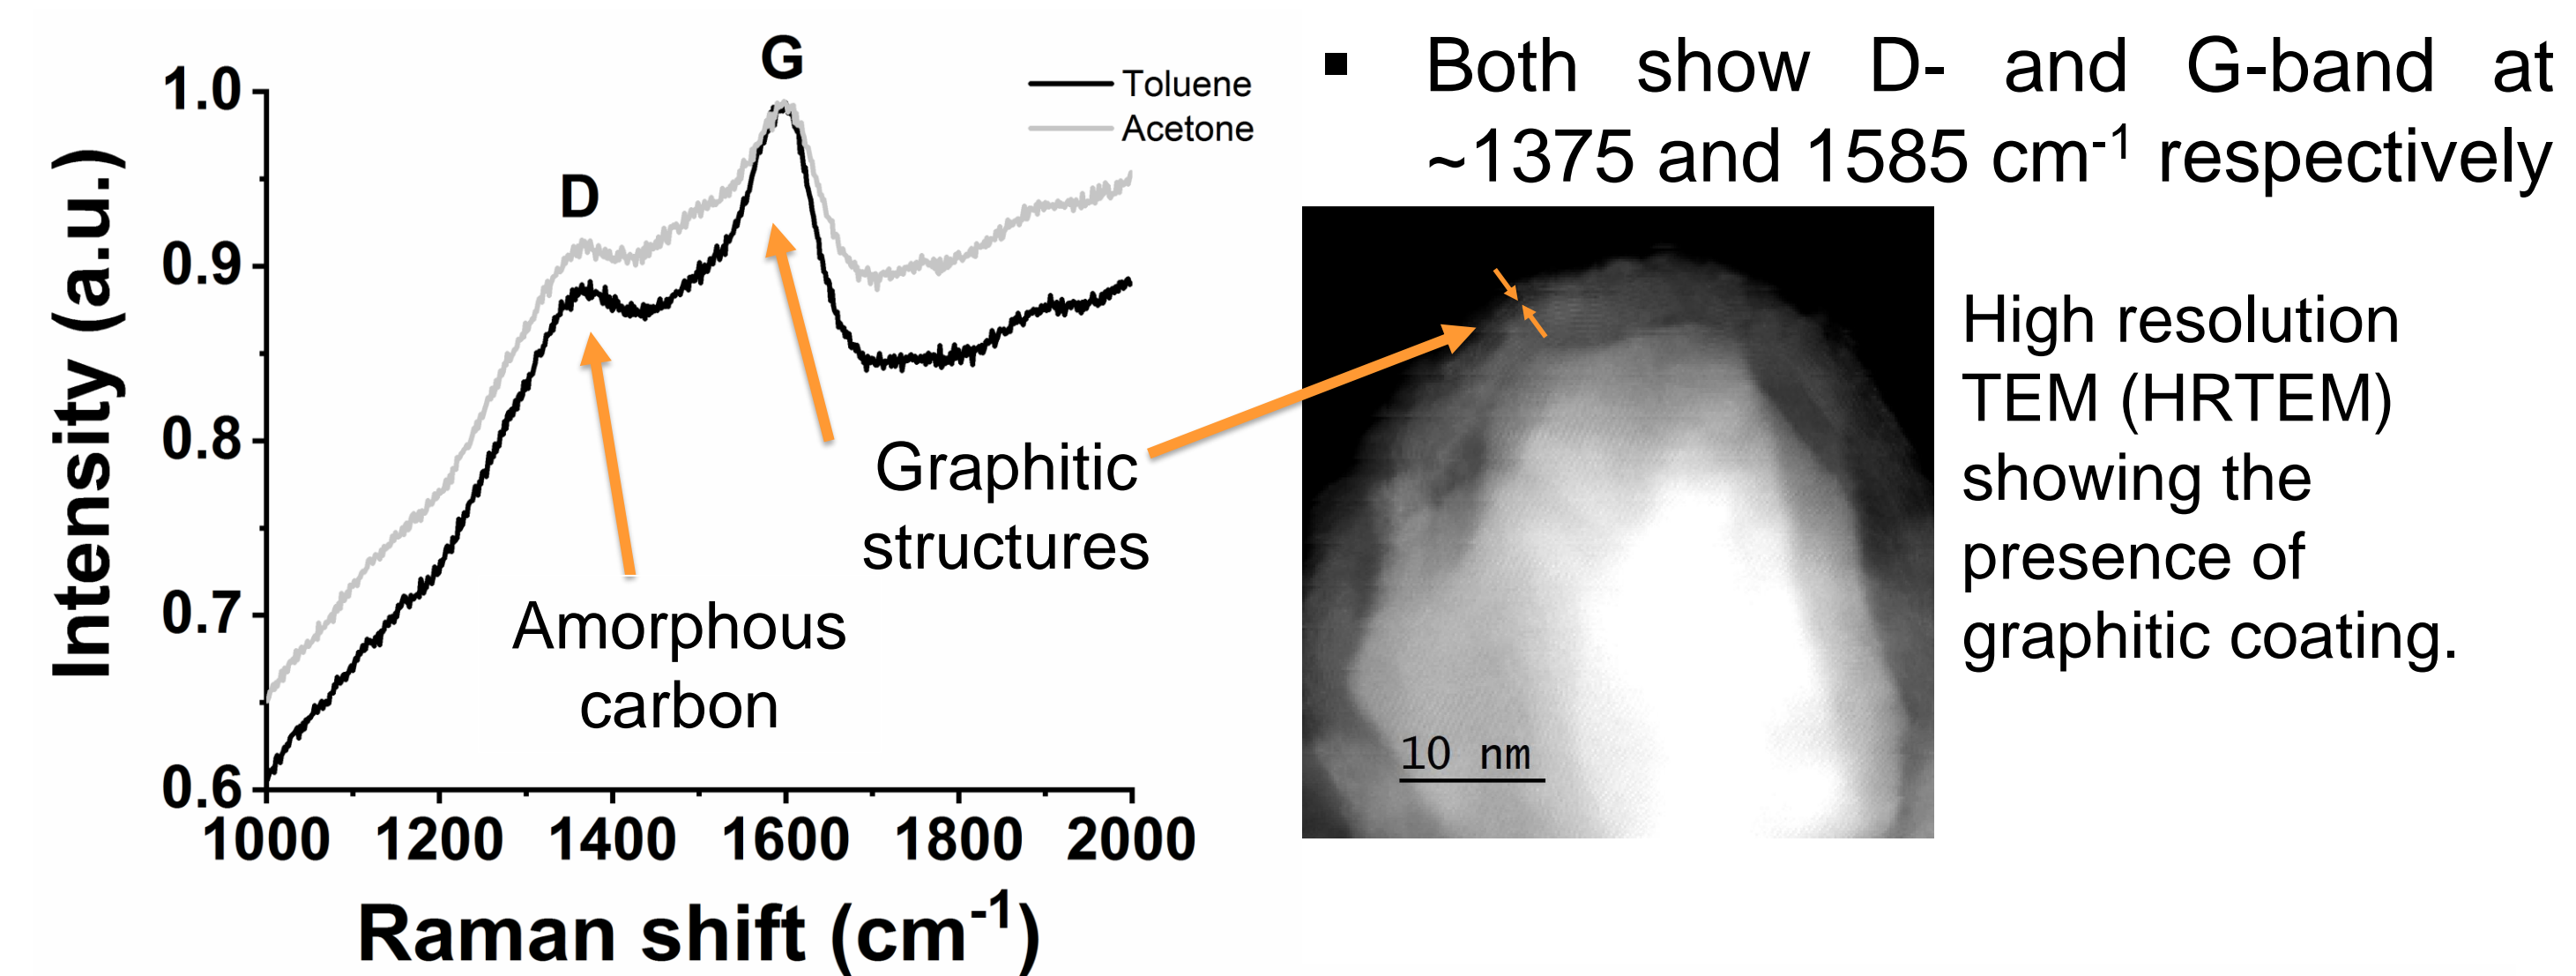 G
D
Toluene
Acetone
1.0
0.9
0.8
0.7
0.6
1000 1200 1400 1600 1800 2000
Intensity (a.u.)
Raman shift (cm⁻¹)
Graphitic
structures
Amorphous
carbon
▪ Both show D- and G-band at
~1375 and 1585 cm⁻¹ respectively
10 nm
High resolution
TEM (HRTEM)
showing the
presence of
graphitic coating.